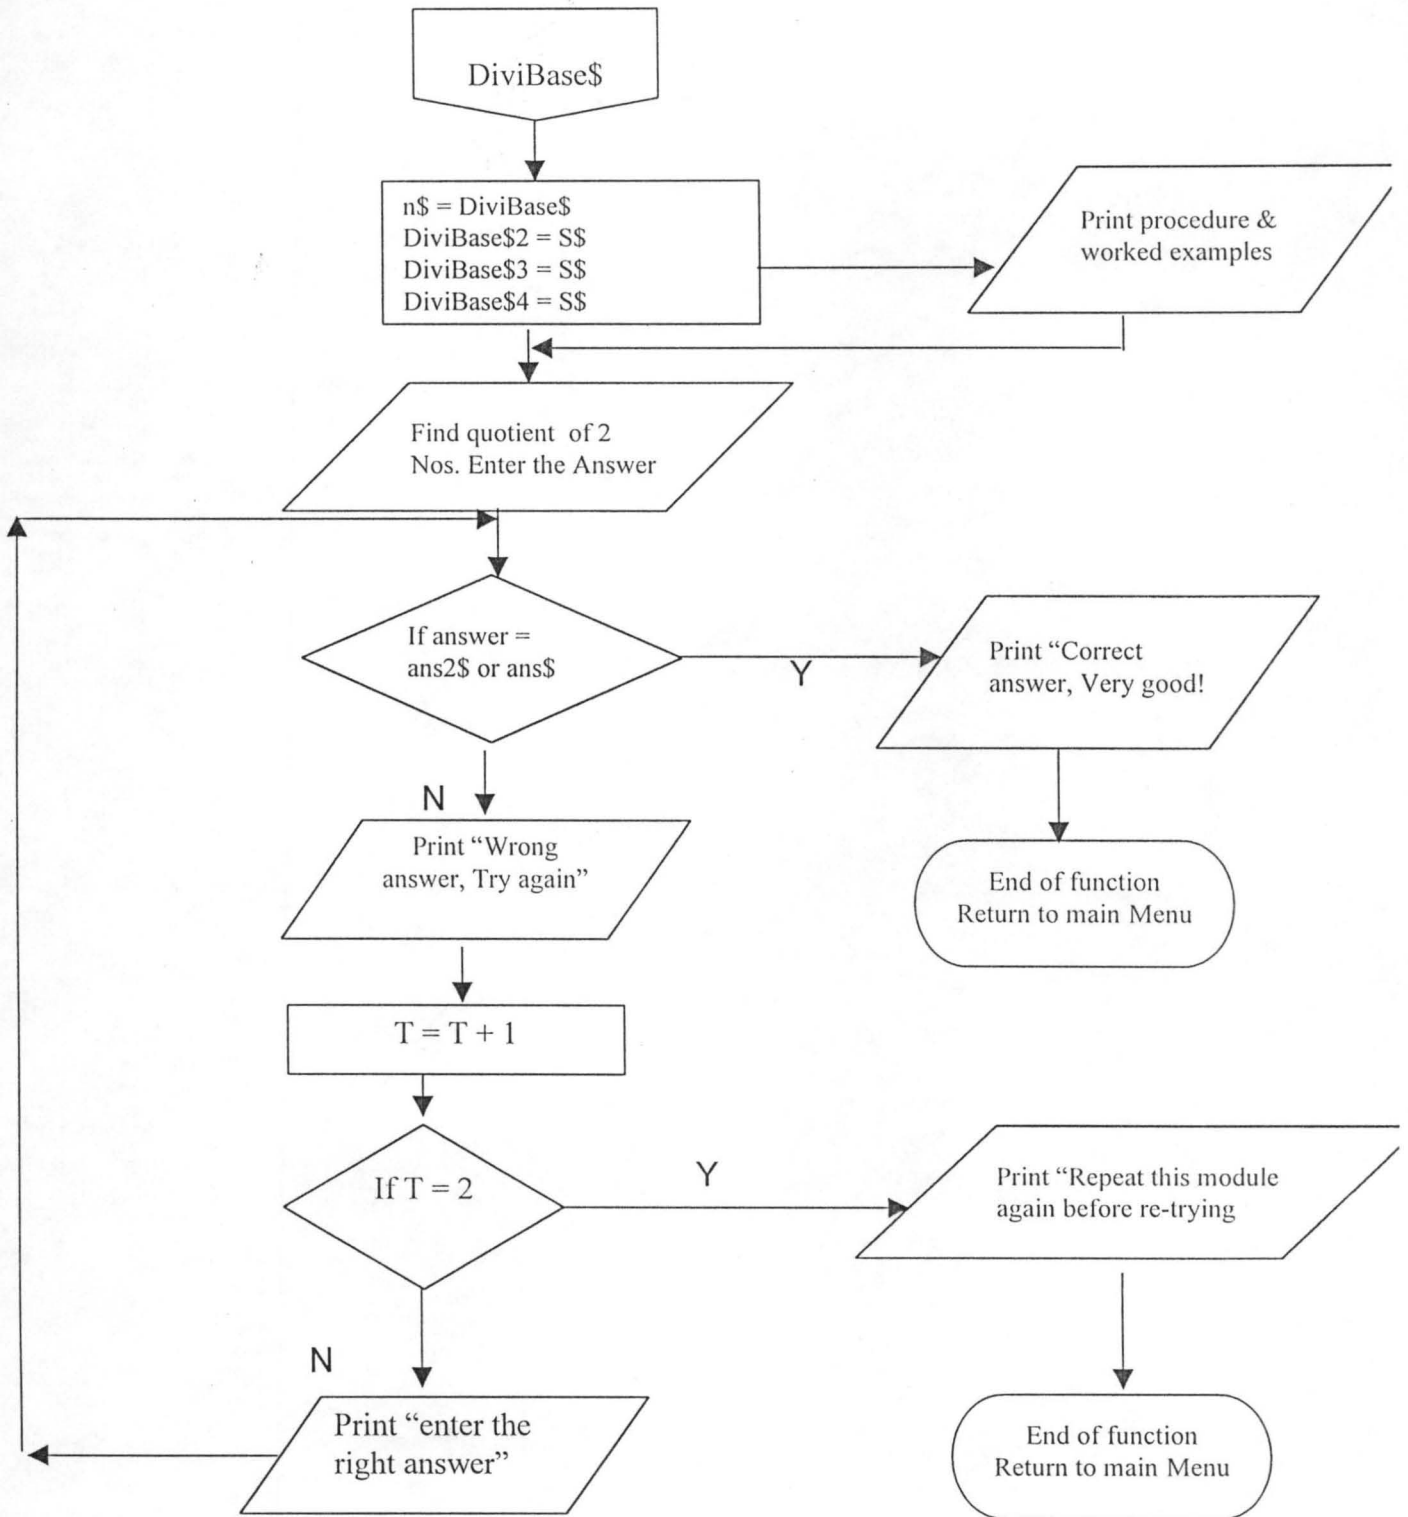 DiviBase$
n$ = DiviBase$
DiviBase$2 = S$
DiviBase$3 = S$
DiviBase$4 = S$
Print procedure &
worked examples
Find quotient of 2
Nos. Enter the Answer
If answer =
ans2$ or ans$
Y
Print “Correct
answer, Very good!
N
Print “Wrong
answer, Try again”
End of function
Return to main Menu
T = T + 1
If T = 2
Y
Print “Repeat this module
again before re-trying
N
Print “enter the
right answer”
End of function
Return to main Menu